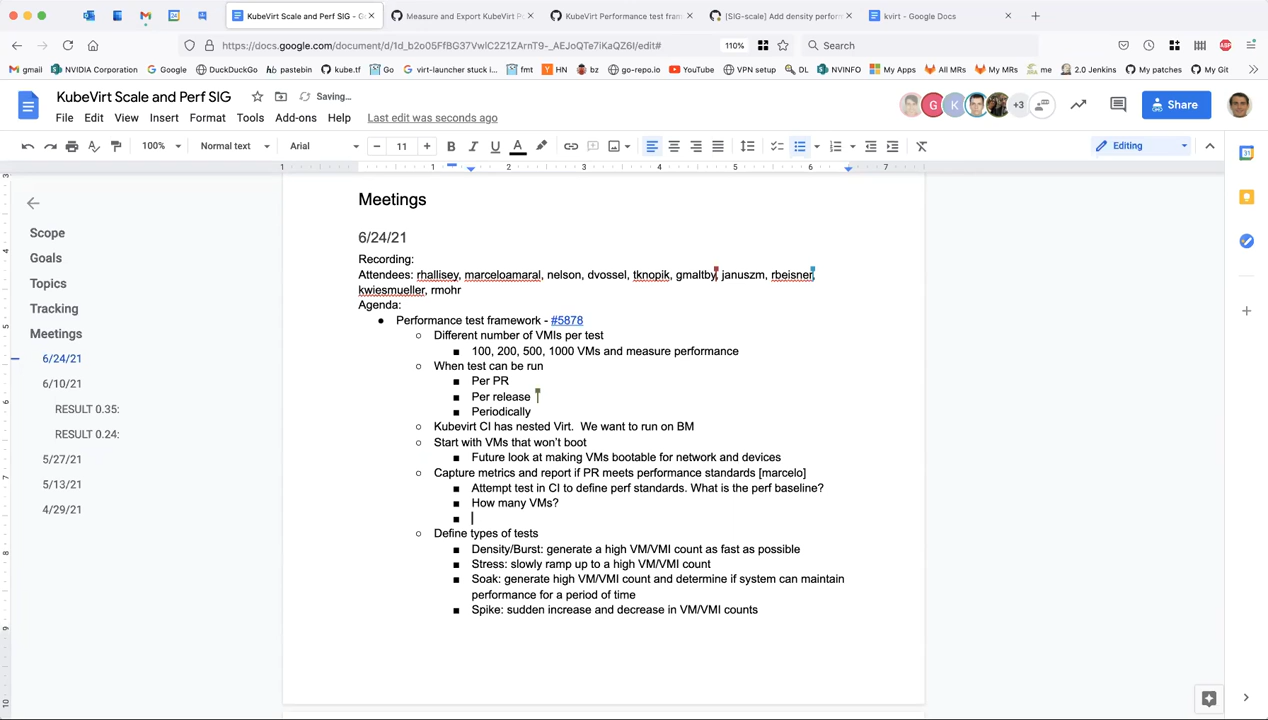 KubeVirt Scale and Perf SIG - G
Measure and Export KubeVirt P
KubeVirt Performance test fram
[SIG-scale] Add density perform
kvirt - Google Docs
https://docs.google.com/document/d/1d_b2o05FfBG37VwlC2Z1ZArnT9-_AEJoQTe7iKaQZ6I/edit#
110%
Search
gmail
NVIDIA Corporation
Google
DuckDuckGo
pastebin
kube.tf
Go
virt-launcher stuck i...
fmt
HN
bz
go-repo.io
YouTube
VPN setup
DL
NVINFO
My Apps
All MRs
My MRs
me
2.0 Jenkins
My patches
My Git
KubeVirt Scale and Perf SIG
Saving...
File Edit View Insert Format Tools Add-ons Help
Last edit was seconds ago
G
K
+3
Share
100%
Normal text
Arial
11
Editing
1 1 2 3 4 5 6 7
Scope
Goals
Topics
Tracking
Meetings
6/24/21
6/10/21
RESULT 0.35:
RESULT 0.24:
5/27/21
5/13/21
4/29/21
Meetings
6/24/21
Recording:
Attendees: rhallisey, marceloamaral, nelson, dvossel, tknopik, gmaltby, januszm, rbeisner,
kwiesmueller, rmohr
Agenda:
● Performance test framework - #5878
○ Different number of VMIs per test
■ 100, 200, 500, 1000 VMs and measure performance
○ When test can be run
■ Per PR
■ Per release
■ Periodically
○ Kubevirt CI has nested Virt. We want to run on BM
○ Start with VMs that won't boot
■ Future look at making VMs bootable for network and devices
○ Capture metrics and report if PR meets performance standards [marcelo]
■ Attempt test in CI to define perf standards. What is the perf baseline?
■ How many VMs?
■
○ Define types of tests
■ Density/Burst: generate a high VM/VMI count as fast as possible
■ Stress: slowly ramp up to a high VM/VMI count
■ Soak: generate high VM/VMI count and determine if system can maintain
performance for a period of time
■ Spike: sudden increase and decrease in VM/VMI counts